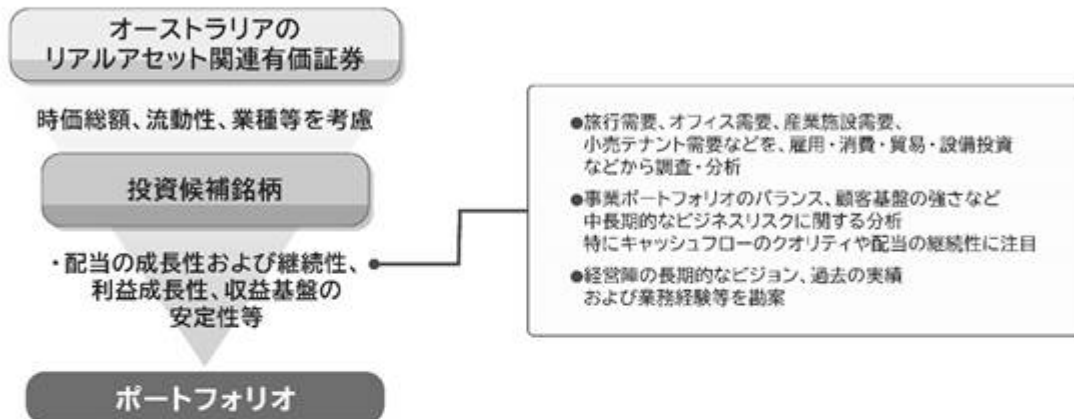 オーストラリアの
リアルアセット関連有価証券
時価総額、流動性、業種等を考慮
投資候補銘柄
・配当の成長性および継続性、
利益成長性、収益基盤の
安定性等
ポートフォリオ
●旅行需要、オフィス需要、産業施設需要、
小売テナント需要などを、雇用・消費・貿易・設備投資
などから調査・分析
●事業ポートフォリオのバランス、顧客基盤の強さなど
中長期的なビジネスリスクに関する分析
特にキャッシュフローのクオリティや配当の継続性に注目
●経営陣の長期的なビジョン、過去の実績
および業務経験等を勘案